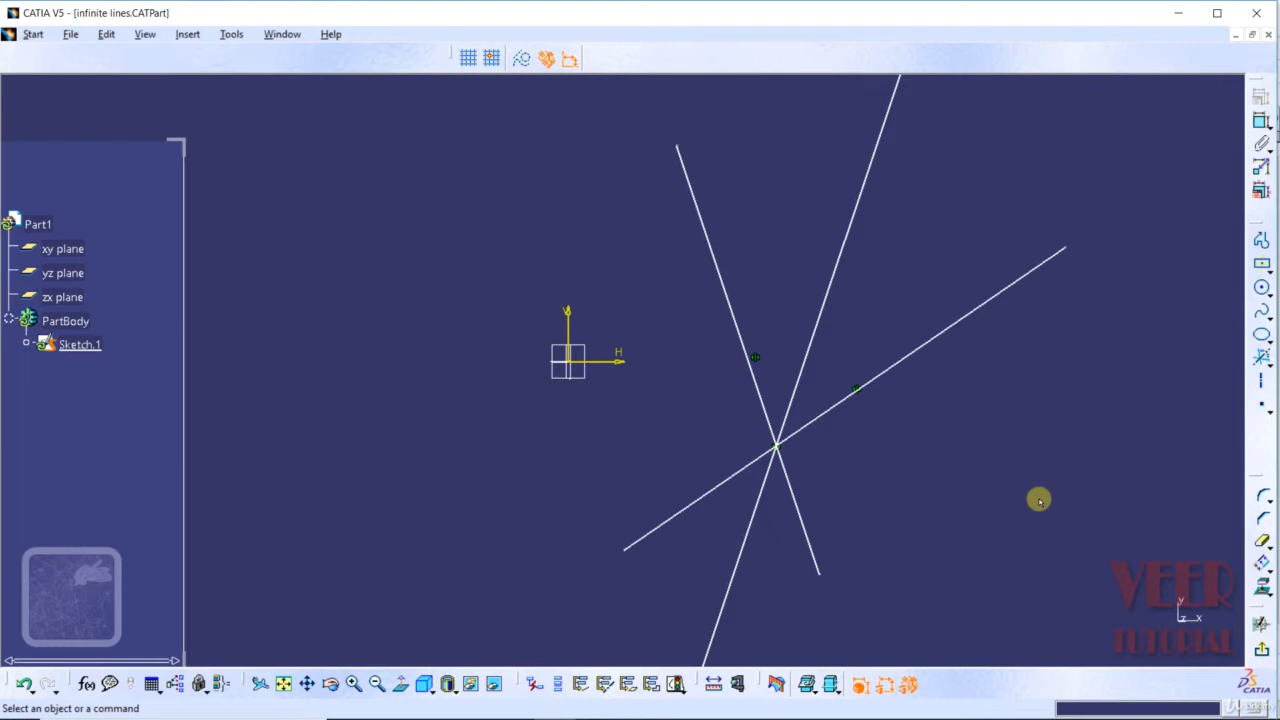 CATIA V5 - [infinite lines.CATPart]
Start File Edit View Insert Tools Window Help
Part1
xy plane
yz plane
zx plane
PartBody
Sketch.1
V
H
y
z x
VEER
TUTORIAL
f(x)
CATIA
Select an object or a command